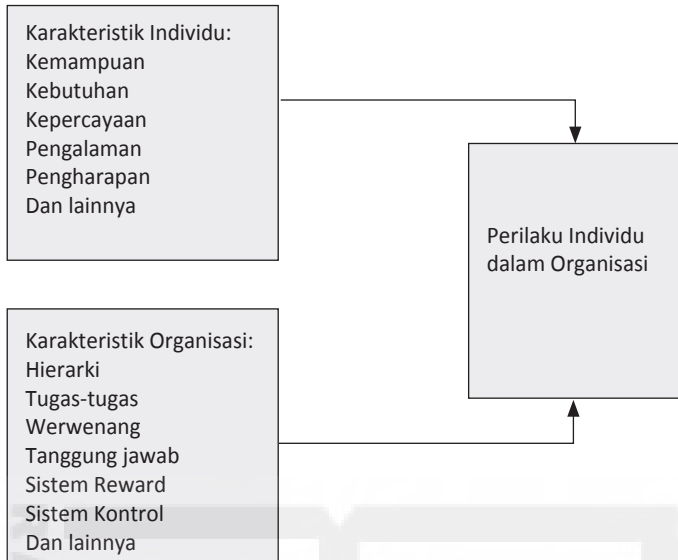 Karakteristik Individu:
Kemampuan
Kebutuhan
Kepercayaan
Pengalaman
Pengharapan
Dan lainnya
Perilaku Individu
dalam Organisasi
Karakteristik Organisasi:
Hierarki
Tugas-tugas
Werwenang
Tanggung jawab
Sistem Reward
Sistem Kontrol
Dan lainnya